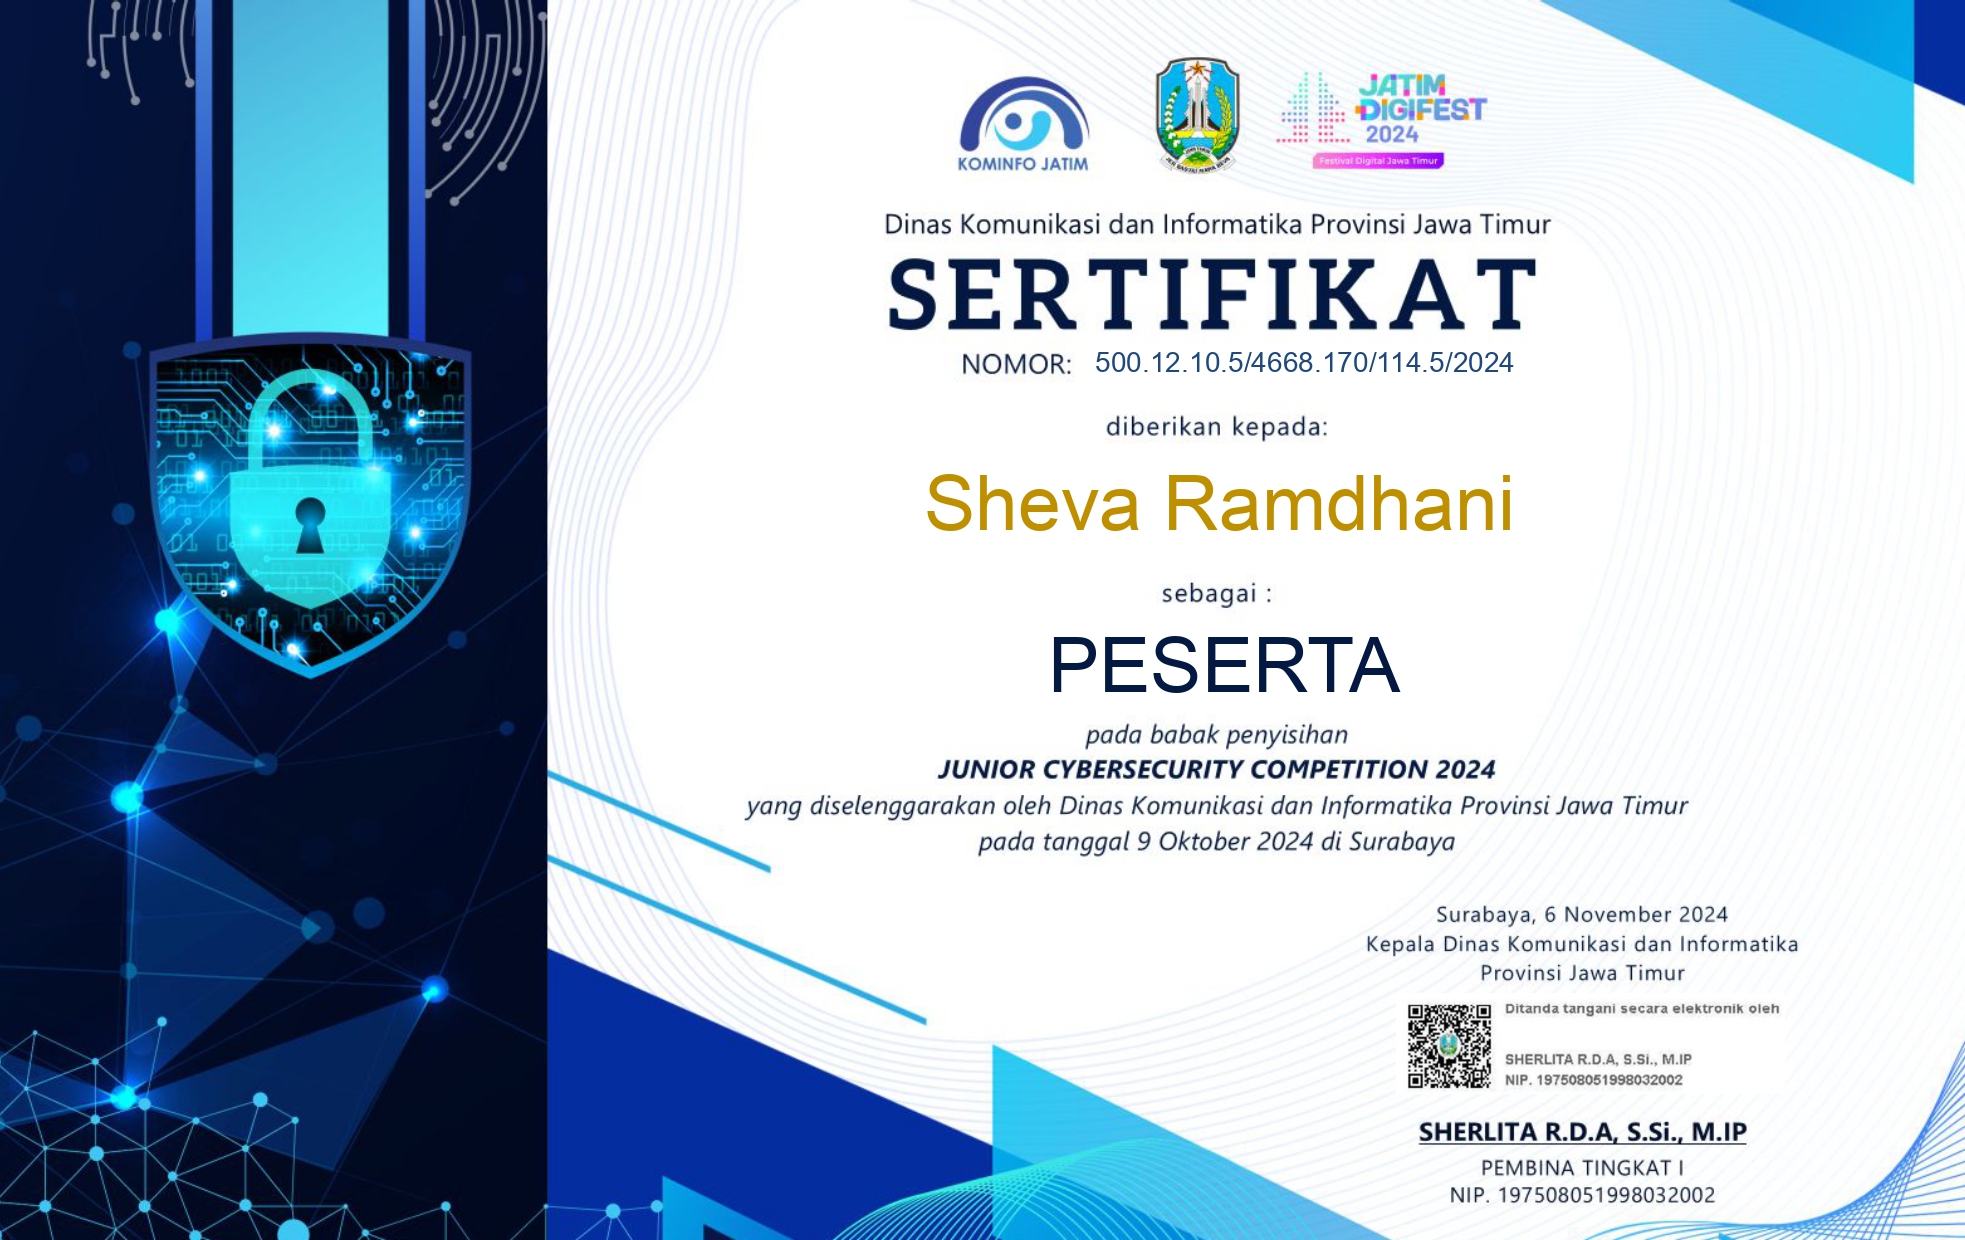 KOMINFO JATIM
JATIM
DIGIFEST
2024
Festival Digital Jawa Timur
Dinas Komunikasi dan Informatika Provinsi Jawa Timur
SERTIFIKAT
NOMOR: 500.12.10.5/4668.170/114.5/2024
diberikan kepada:
Sheva Ramdhani
sebagai :
PESERTA
pada babak penyisihan
JUNIOR CYBERSECURITY COMPETITION 2024
yang diselenggarakan oleh Dinas Komunikasi dan Informatika Provinsi Jawa Timur
pada tanggal 9 Oktober 2024 di Surabaya
Surabaya, 6 November 2024
Kepala Dinas Komunikasi dan Informatika
Provinsi Jawa Timur
Ditanda tangani secara elektronik oleh
SHERLITA R.D.A, S.Si., M.IP
NIP. 197508051998032002
SHERLITA R.D.A, S.Si., M.IP
PEMBINA TINGKAT I
NIP. 197508051998032002